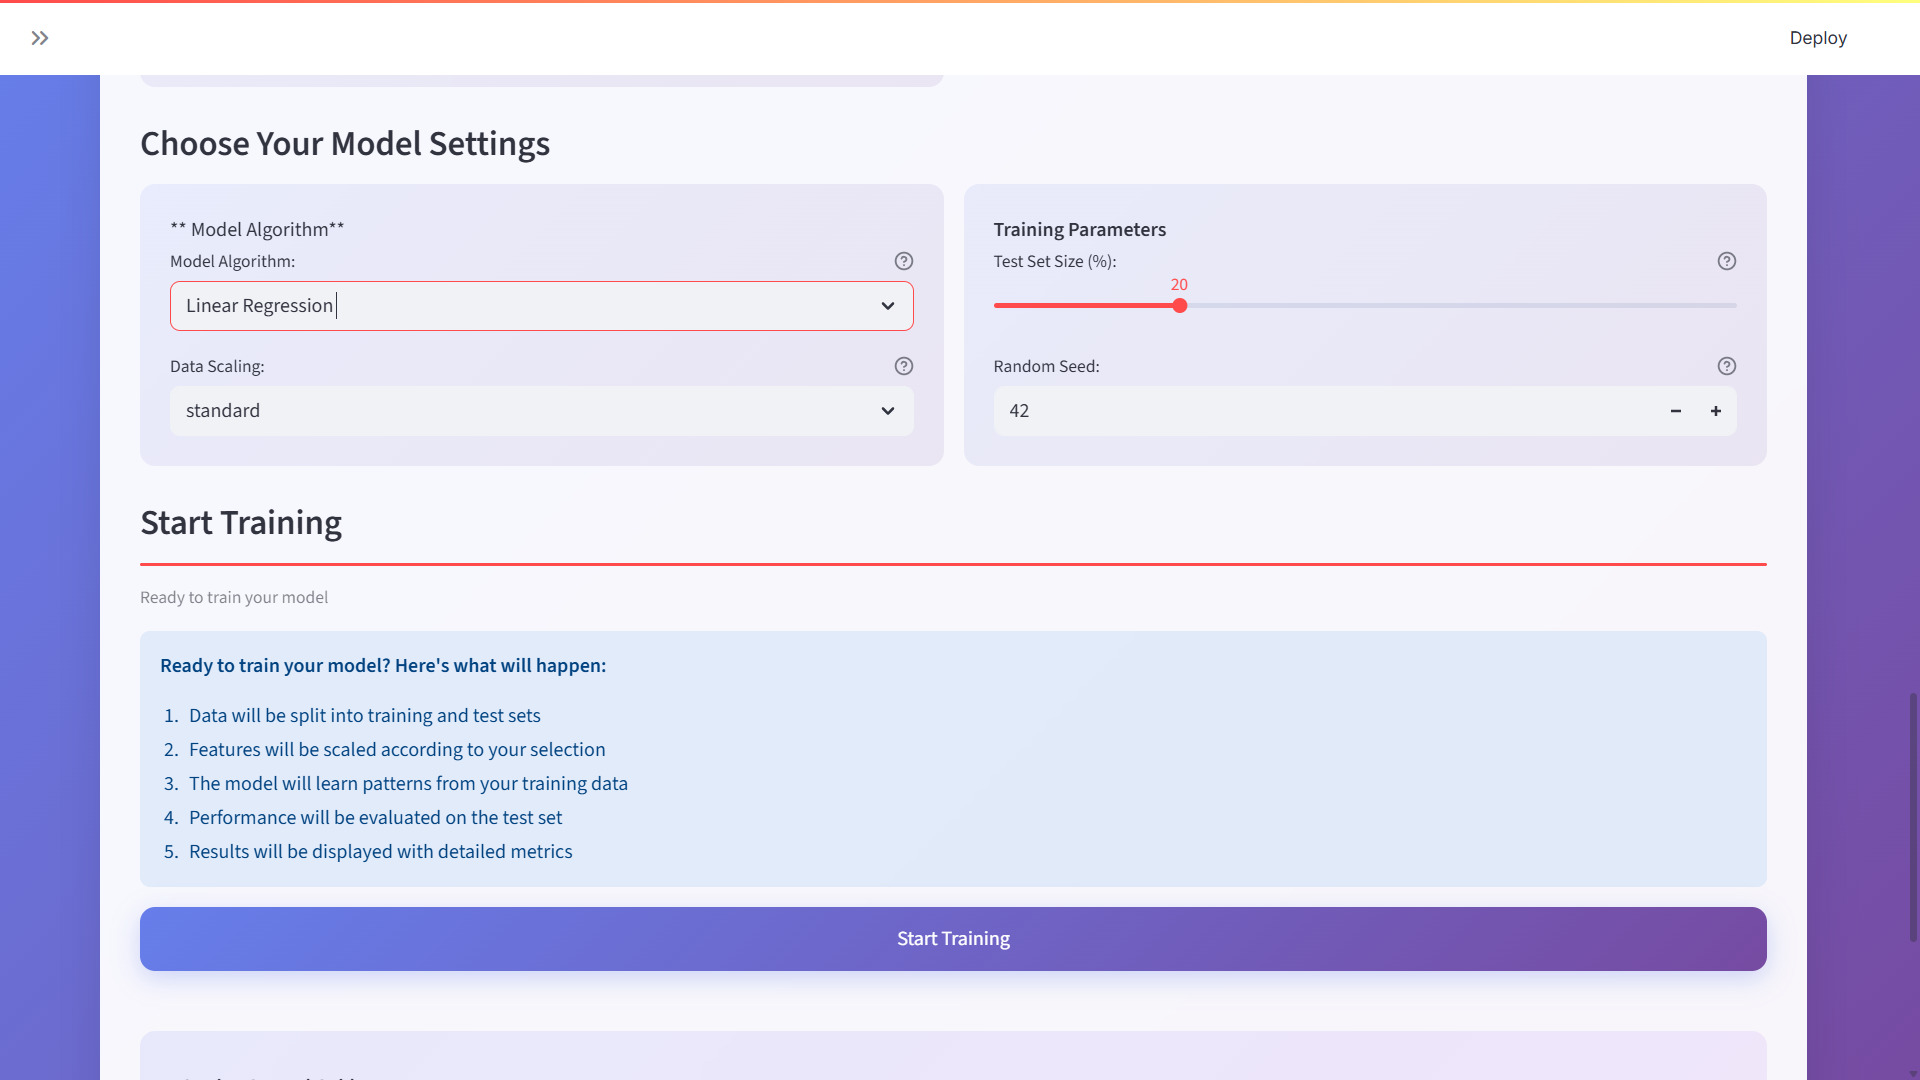 Deploy
Choose Your Model Settings
** Model Algorithm**
Model Algorithm:
Linear Regression
Data Scaling:
standard
Training Parameters
Test Set Size (%):
20
Random Seed:
42
Start Training
Ready to train your model
Ready to train your model? Here's what will happen:
1. Data will be split into training and test sets
2. Features will be scaled according to your selection
3. The model will learn patterns from your training data
4. Performance will be evaluated on the test set
5. Results will be displayed with detailed metrics
Start Training